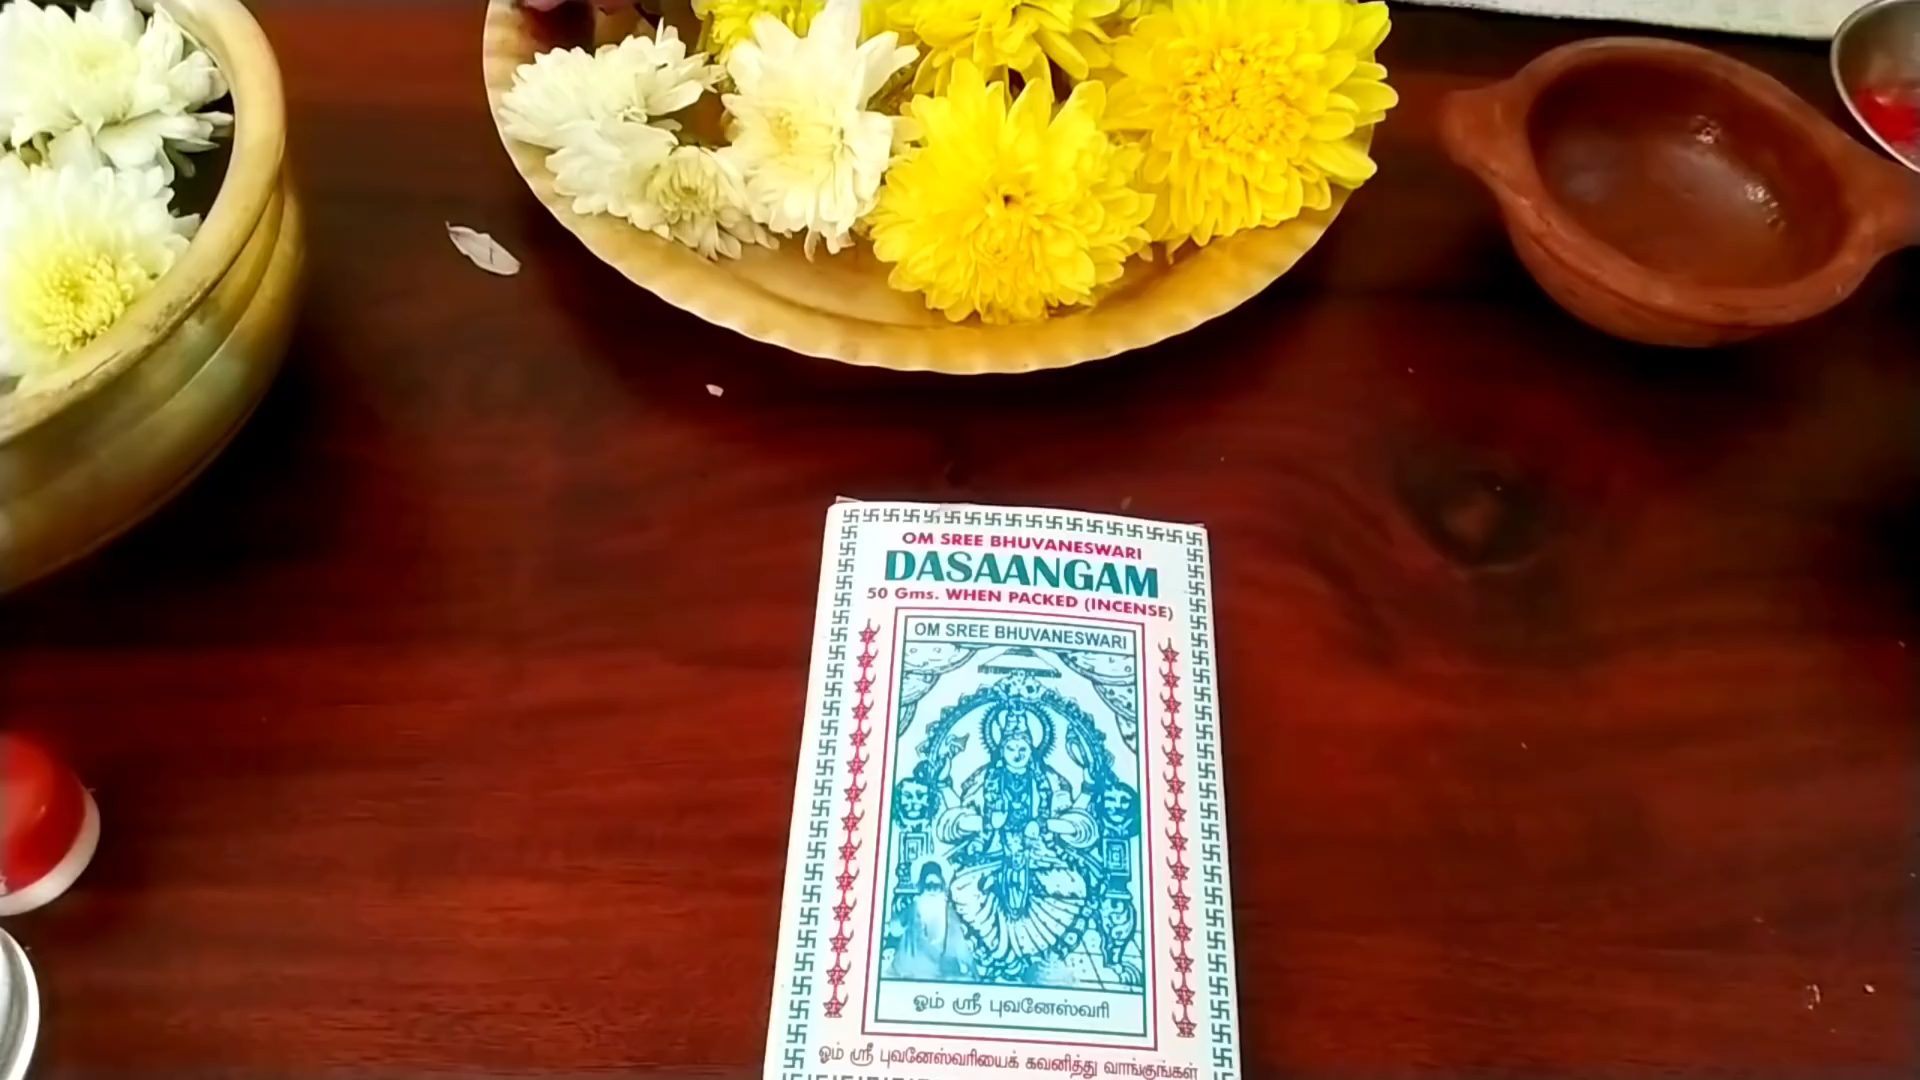 OM SREE BHUVANESWARI
DASAANGAM
50 Gms. WHEN PACKED (INCENSE)
OM SREE BHUVANESWARI
ஓம் ஸ்ரீ புவனேஸ்வரி
ஓம் ஸ்ரீ புவனேஸ்வரியைக் கவனித்து வாங்குங்கள்